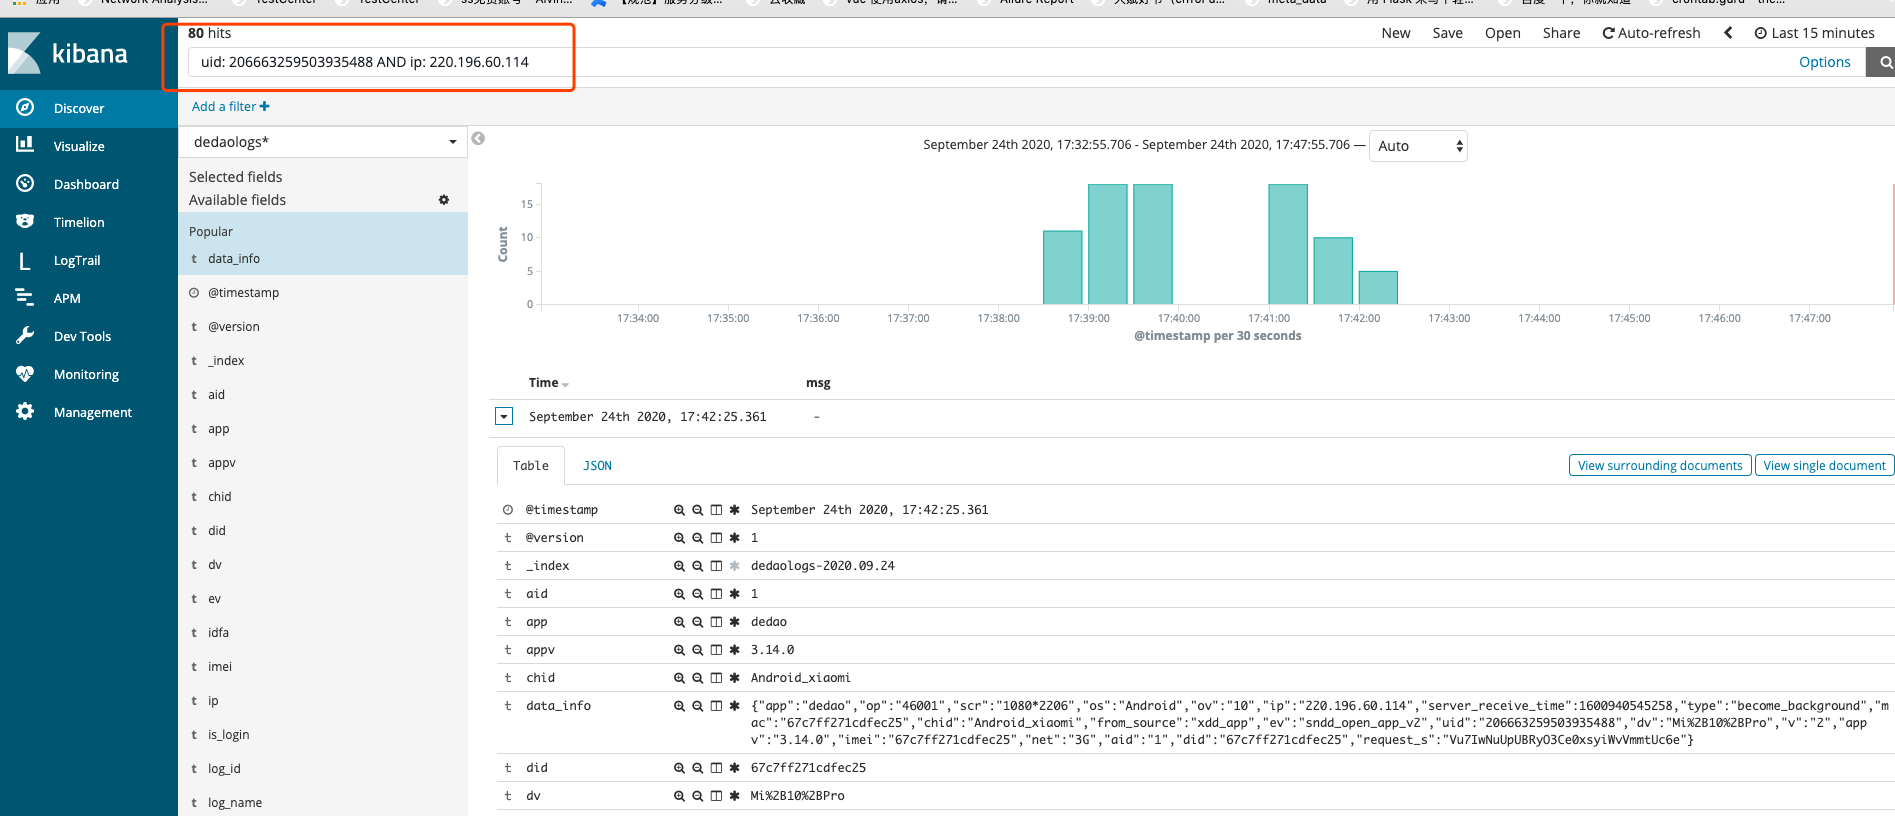 80 hits
New Save Open Share Auto-refresh Last 15 minutes
kibana
uid: 206663259503935488 AND ip: 220.196.60.114
Options
Add a filter
Discover
Visualize
Dashboard
Timelion
LogTrail
APM
Dev Tools
Monitoring
Management
dedaologs*
Selected fields
Available fields
Popular
t data_info
@timestamp
t @version
t _index
t aid
t app
t appv
t chid
t did
t dv
t ev
t idfa
t imei
t ip
t is_login
t log_id
t log_name
September 24th 2020, 17:32:55.706 - September 24th 2020, 17:47:55.706 — Auto
Count
15
10
5
0
17:34:00 17:35:00 17:36:00 17:37:00 17:38:00 17:39:00 17:40:00 17:41:00 17:42:00 17:43:00 17:44:00 17:45:00 17:46:00 17:47:00
@timestamp per 30 seconds
Time msg
September 24th 2020, 17:42:25.361 -
Table JSON
View surrounding documents View single document
@timestamp September 24th 2020, 17:42:25.361
t @version 1
t _index dedaologs-2020.09.24
t aid 1
t app dedao
t appv 3.14.0
t chid Android_xiaomi
t data_info {"app":"dedao","op":"46001","scr":"1080*2206","os":"Android","ov":"10","ip":"220.196.60.114","server_receive_time":1600940545258,"type":"become_background","m
ac":"67c7ff271cdfec25","chid":"Android_xiaomi","from_source":"xdd_app","ev":"sndd_open_app_v2","uid":"206663259503935488","dv":"Mi%2B10%2BPro","v":"2","app
v":"3.14.0","imei":"67c7ff271cdfec25","net":"3G","aid":"1","did":"67c7ff271cdfec25","request_s":"Vu7IwNuUpUBRyO3Ce0xsyiWvVmmtUc6e"}
t did 67c7ff271cdfec25
t dv Mi%2B10%2BPro